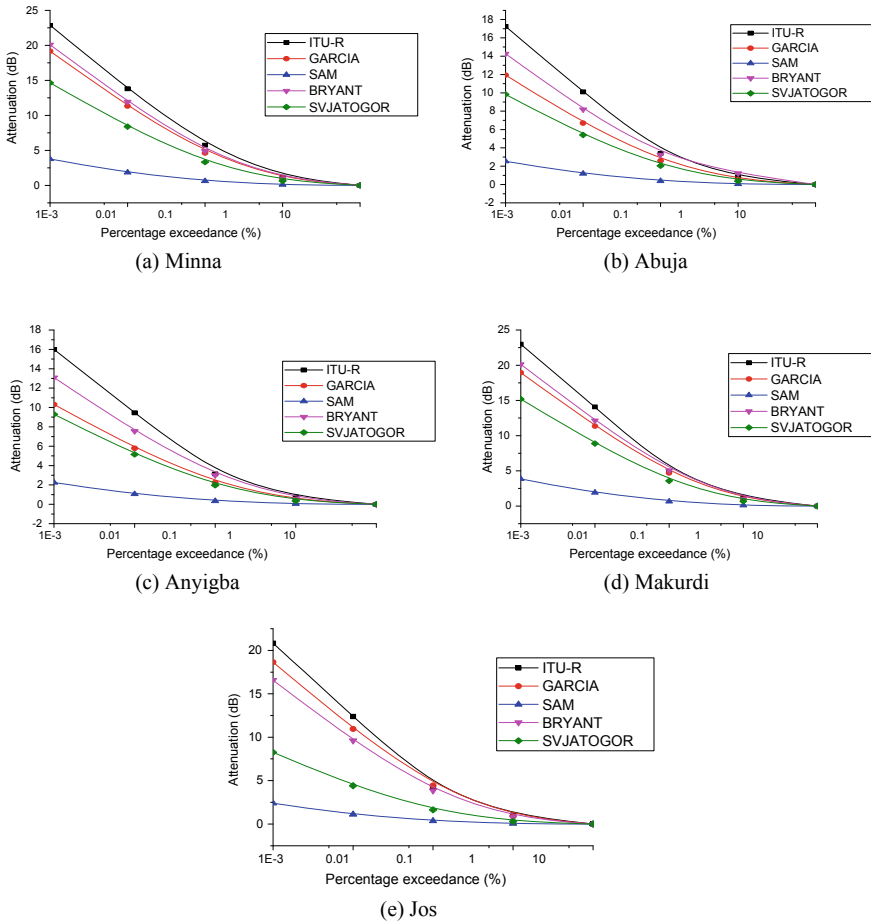 25
20
15
10
5
0
Attenuation (dB)
1E-3 0.01 0.1 1 10
Percentage exceedance (%)
ITU-R
GARCIA
SAM
BRYANT
SVJATOGOR
(a) Minna
18
16
14
12
10
8
6
4
2
0
-2
Attenuation (dB)
1E-3 0.01 0.1 1 10
Percentage exceedance (%)
ITU-R
GARCIA
SAM
BRYANT
SVJATOGOR
(b) Abuja
18
16
14
12
10
8
6
4
2
0
-2
Attenuation (dB)
1E-3 0.01 0.1 1 10
Percentage exceedance (%)
ITU-R
GARCIA
SAM
BRYANT
SVJATOGOR
(c) Anyigba
25
20
15
10
5
0
Attenuation (dB)
1E-3 0.01 0.1 1 10
Percentage exceedance (%)
ITU-R
GARCIA
SAM
BRYANT
SVJATOGOR
(d) Makurdi
20
15
10
5
0
Attenuation (dB)
1E-3 0.01 0.1 1 10
Percentage exceedance (%)
ITU-R
GARCIA
SAM
BRYANT
SVJATOGOR
(e) Jos